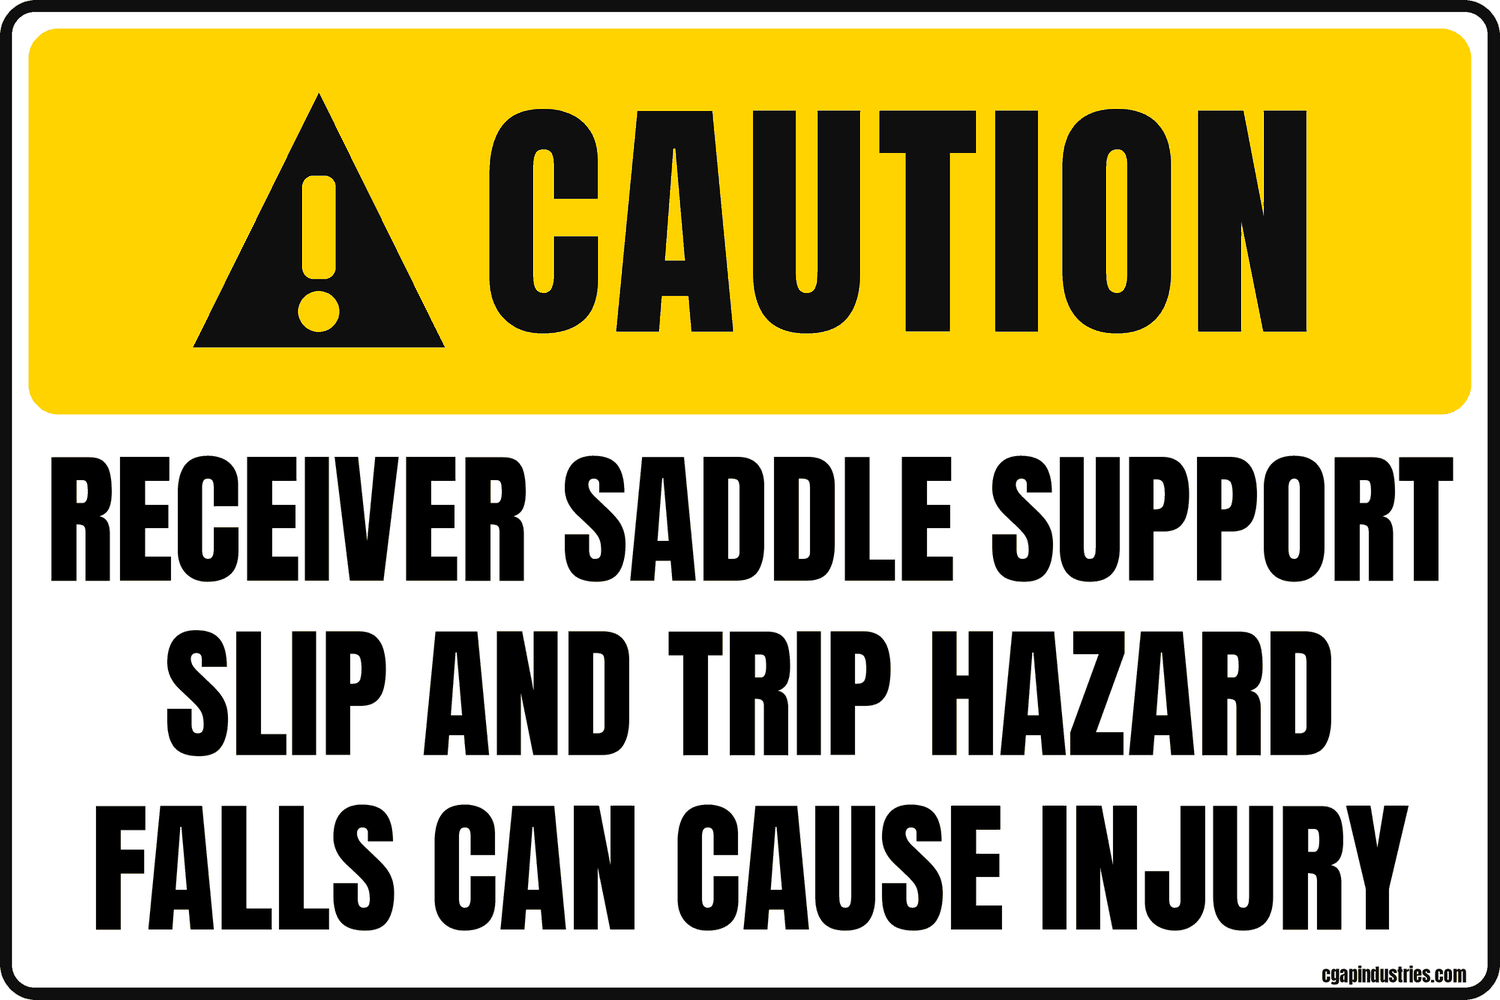 CAUTION
RECEIVER SADDLE SUPPORT
SLIP AND TRIP HAZARD
FALLS CAN CAUSE INJURY
cgapindustries.com